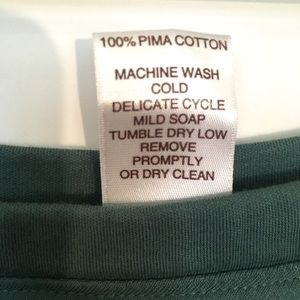 100% PIMA COTTON
MACHINE WASH
COLD
DELICATE CYCLE
MILD SOAP
TUMBLE DRY LOW
REMOVE
PROMPTLY
OR DRY CLEAN